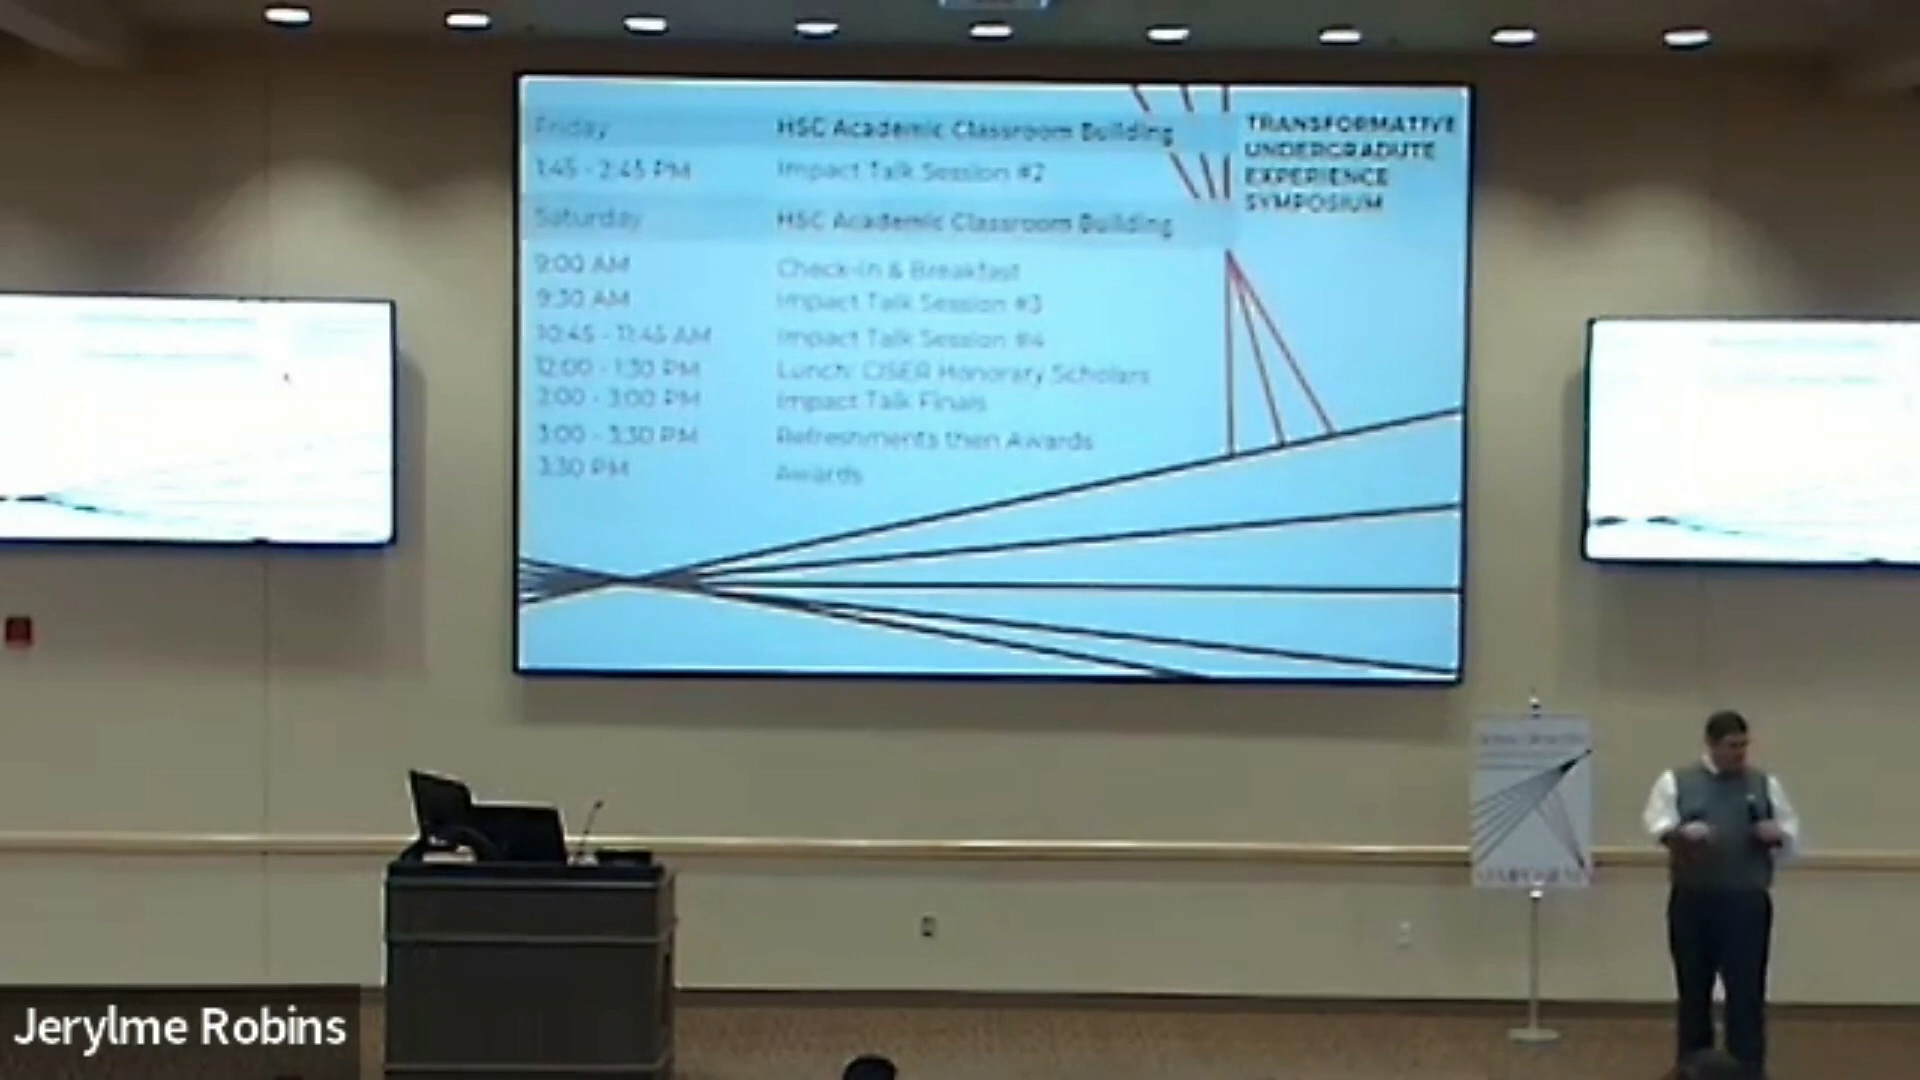 Friday HSC Academic Classroom Building
1:45 - 2:45 PM Impact Talk Session #2
Saturday HSC Academic Classroom Building
9:00 AM Check-In & Breakfast
9:30 AM Impact Talk Session #3
10:45 - 11:45 AM Impact Talk Session #4
12:00 - 1:30 PM Lunch: CISER Honorary Scholars
2:00 - 3:00 PM Impact Talk Finals
3:00 - 3:30 PM Refreshments then Awards
3:30 PM Awards
TRANSFORMATIVE
UNDERGRADUTE
EXPERIENCE
SYMPOSIUM
Jerylme Robins